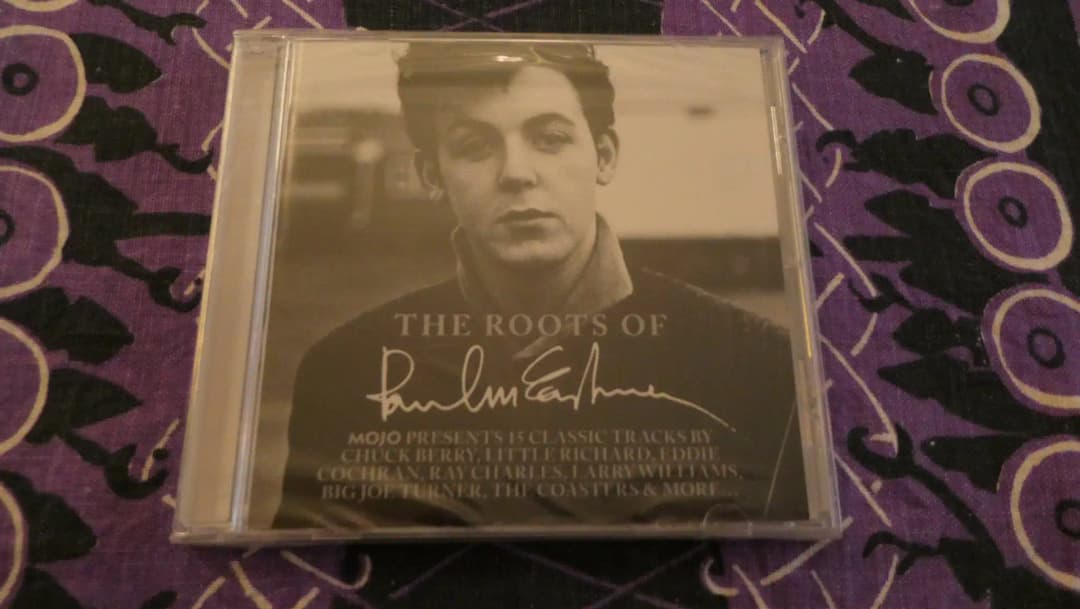 THE ROOTS OF
Paul McCartney
MOJO PRESENTS 15 CLASSIC TRACKS BY
CHUCK BERRY, LITTLE RICHARD, EDDIE
COCHRAN, RAY CHARLES, LARRY WILLIAMS,
BIG JOE TURNER, THE COASTERS & MORE...